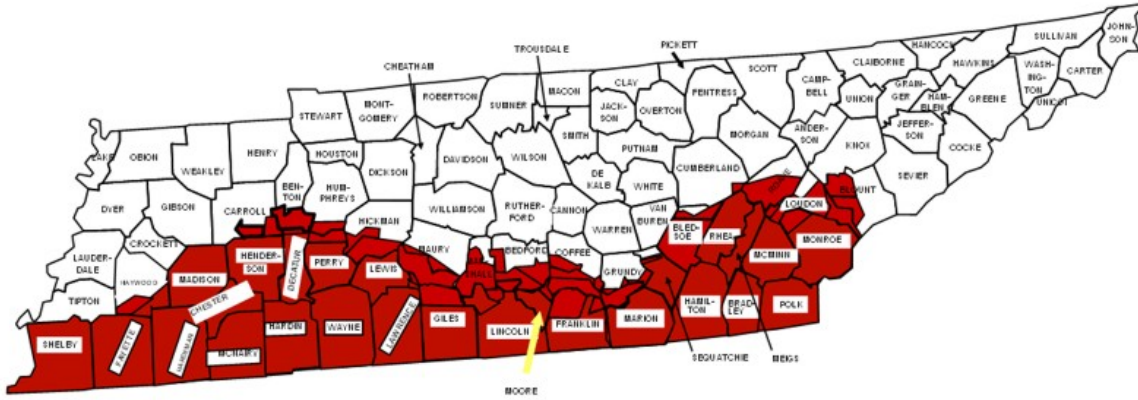 JOHN-
SON
SULLIVAN
HANCOCK
PICKETT
TROUSDALE
CLAIBORNE
HAWKINS
WASH-
ING-
TON
CARTER
SCOTT
CHEATHAM
CAMP-
BELL
GRAIN-
GER
UNION
HAM-
BLEN
GREENE
UNICOI
CLAY
MACON
FENTRESS
ROBERTSON
SUMNER
MONT-
GOMERY
STEWART
JACK-
SON
OVERTON
SMITH
MORGAN
ANDER-
SON
JEFFER-
SON
KNOX
COCKE
PUTNAM
HOUSTON
DAVIDSON
WILSON
HENRY
OBION
LAKE
WEAKLEY
DICKSON
CUMBERLAND
SEVIER
DE
KALB
WHITE
BEN-
TON
HUM-
PHREYS
BLOUNT
LOUDON
DYER
GIBSON
CARROLL
WILLIAMSON
RUTHER-
FORD
CANNON
VAN
BUREN
WARREN
HICKMAN
BLED-
SOE
RHEA
MONROE
CROCKETT
MAURY
BEDFORD
COFFEE
MCMINN
LAUDER-
DALE
HENDER-
SON
DECATUR
PERRY
LEWIS
GRUNDY
MADISON
HAYWOOD
TIPTON
CHESTER
HAMIL-
TON
BRAD-
LEY
POLK
GILES
LINCOLN
FRANKLIN
MARION
SHELBY
FAYETTE
HARDEMAN
MCNAIRY
HARDIN
WAYNE
LAWRENCE
SEQUATCHIE
MEIGS
MOORE